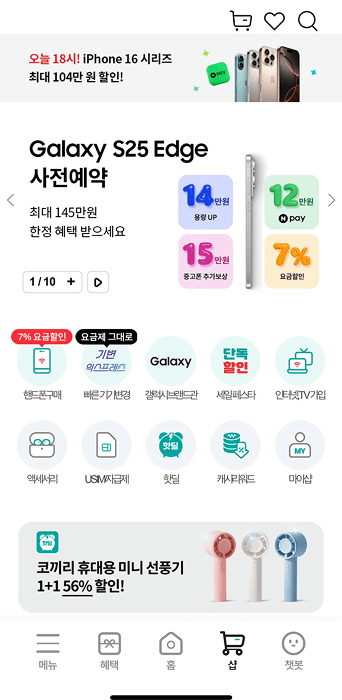 오늘 18시! iPhone 16 시리즈
최대 104만 원 할인!
N pay
Galaxy S25 Edge
사전예약
최대 145만원
한정 혜택 받으세요
14만원
용량 UP
12만원
N pay
15만원
중고폰 추가보상
7%
요금할인
1 / 10 +
7% 요금할인
요금제 그대로
기변
익스프레스
Galaxy
단독
할인
핸드폰구매
빠른 기기변경
갤럭시브랜드관
세일페스타
인터넷,TV 가입
핫딜
MY
액세서리
USIM/지급제
핫딜
캐시리워드
마이샵
핫딜
코끼리 휴대용 미니 선풍기
1+1 56% 할인!
메뉴
혜택
홈
샵
챗봇